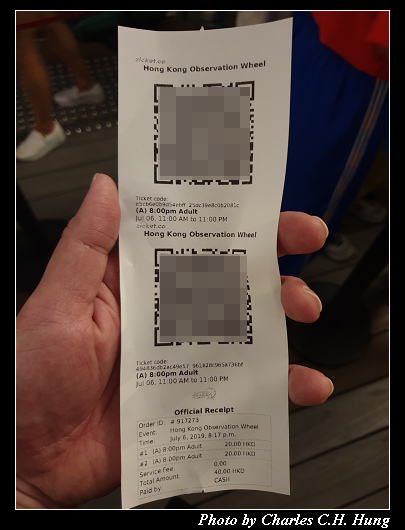 ticket.co
Hong Kong Observation Wheel
Ticket code:
(A) 8:00pm Adult
Jul 06, 11:00 AM to 11:00 PM
ticket.co
Hong Kong Observation Wheel
Ticket code:
(A) 8:00pm Adult
Jul 06, 11:00 AM to 11:00 PM
Official Receipt
Order ID: # 917273
Event: Hong Kong Observation Wheel
Time: July 6, 2019, 8:17 p.m.
#1 (A) 8:00pm Adult 20.00 HKD
#2 (A) 8:00pm Adult 20.00 HKD
Service Fee 0.00
Total Amount: 40.00 HKD
Paid by: CASH
Photo by Charles C.H. Hung